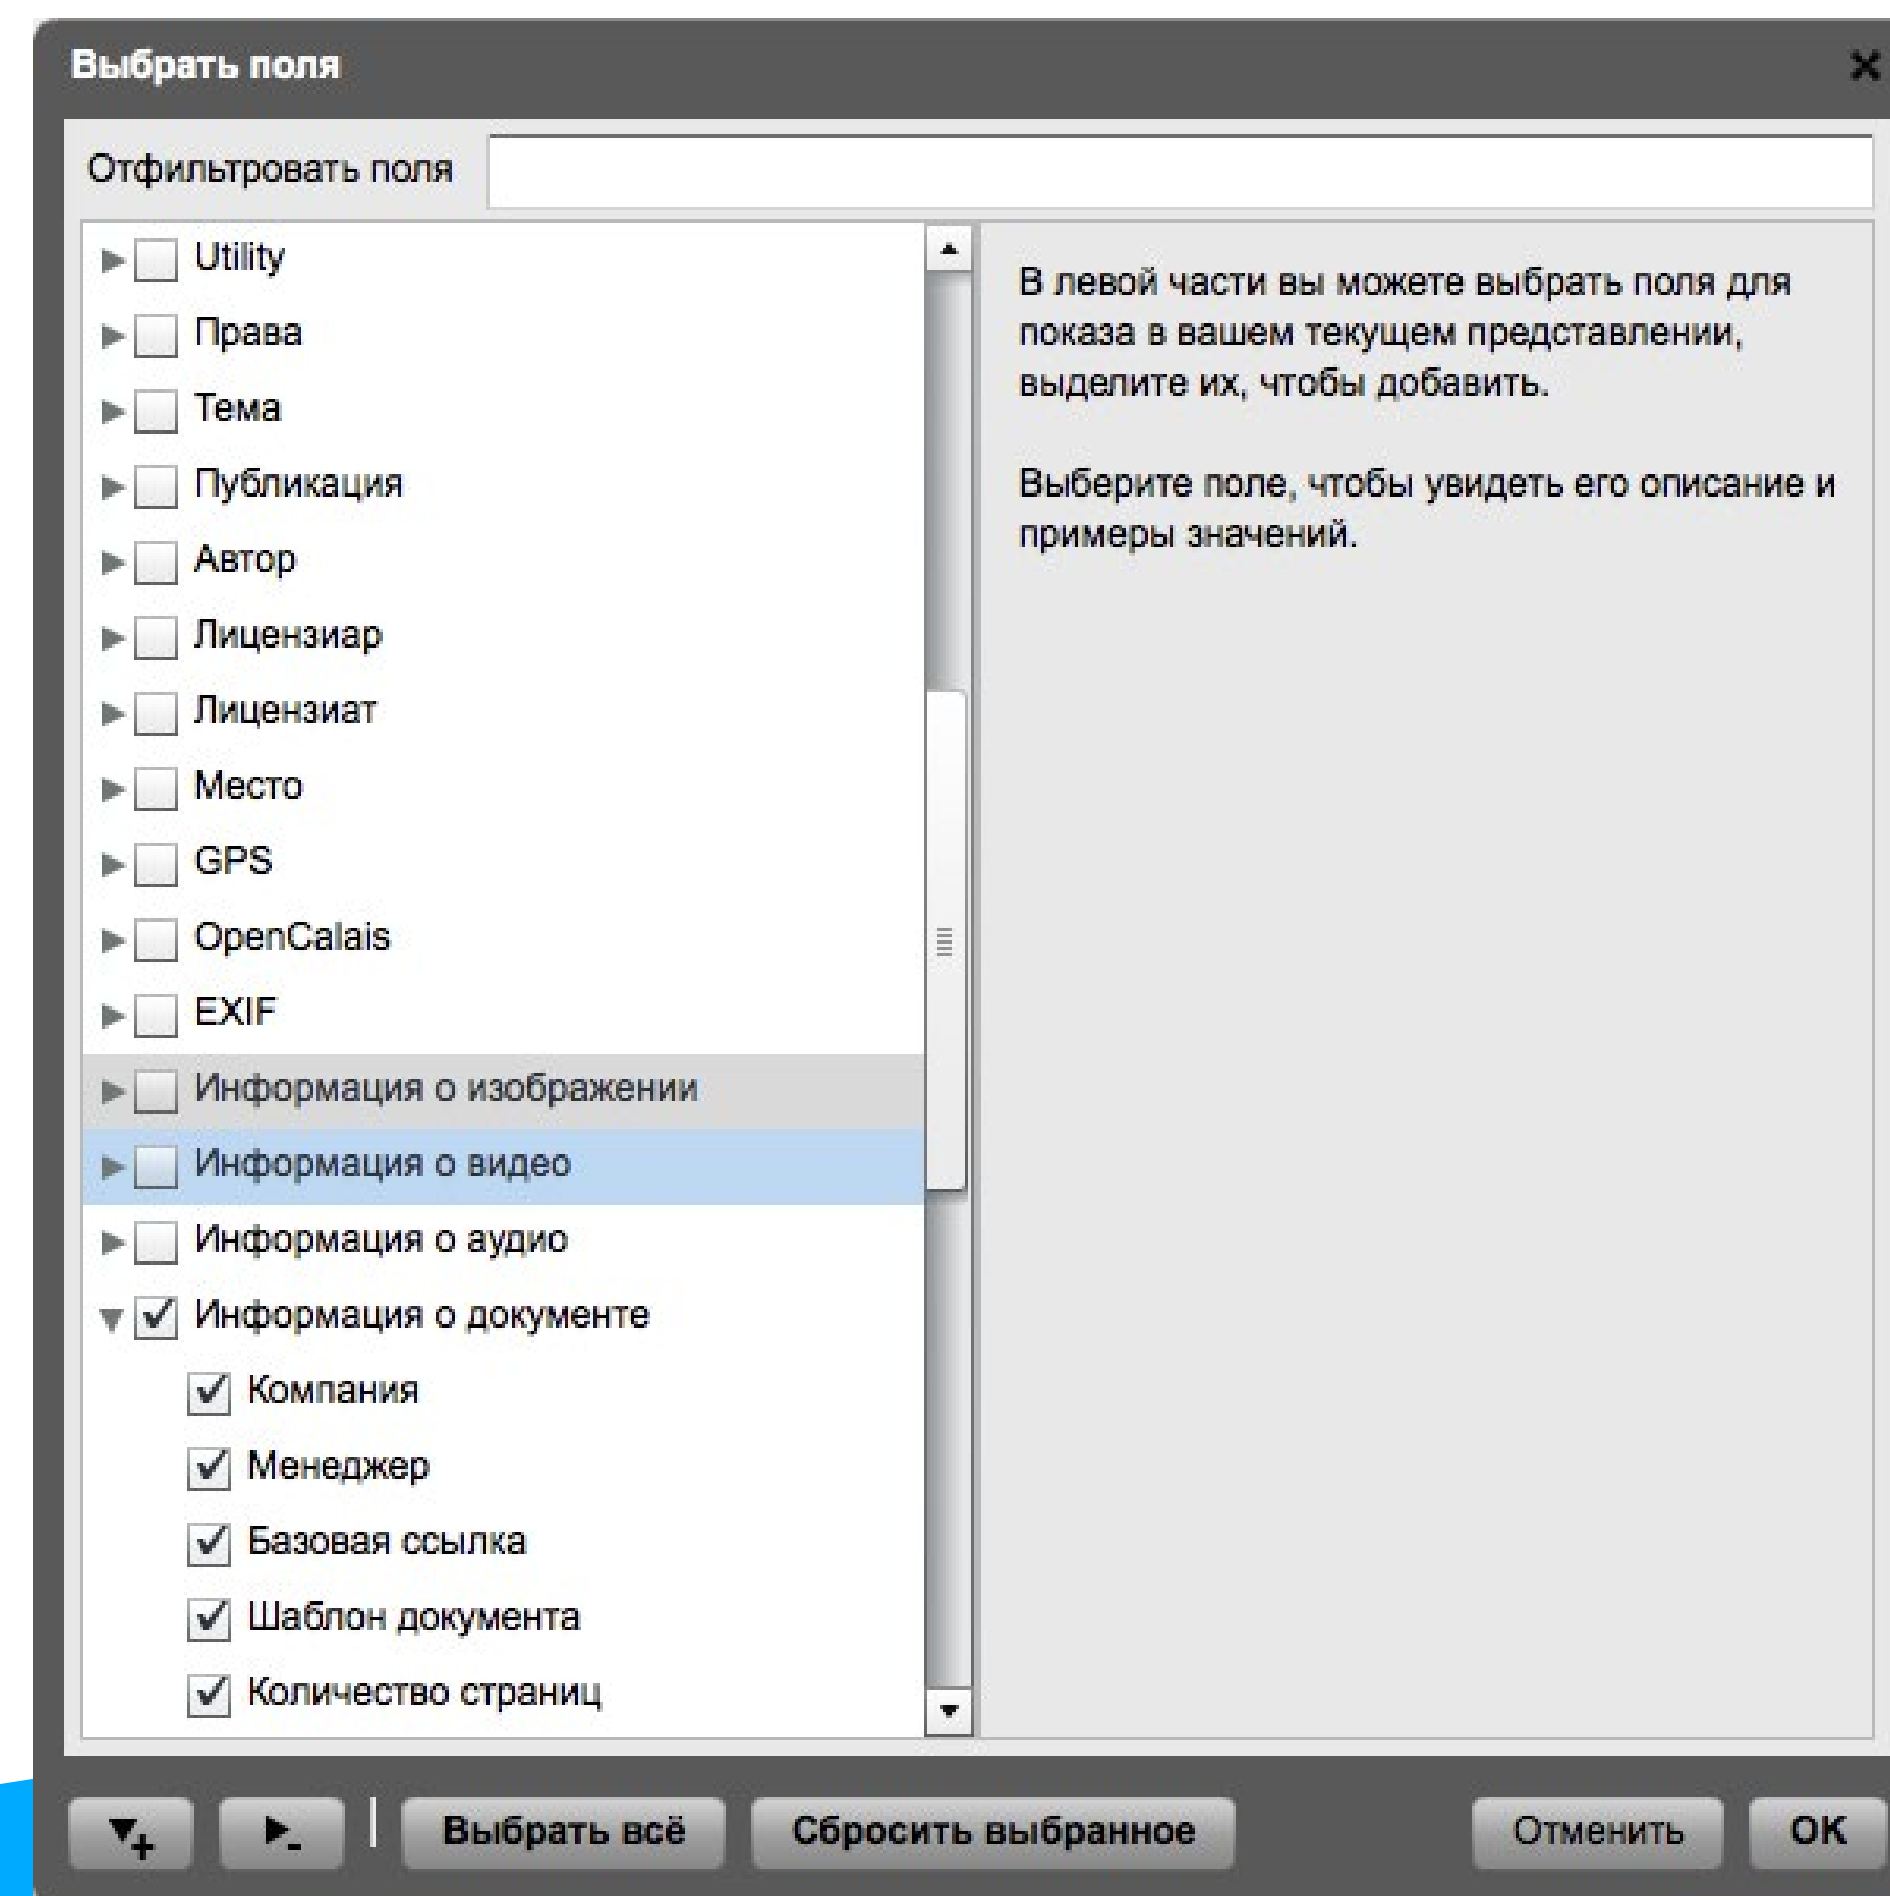 Выбрать поля
Отфильтровать поля
Utility
Права
Тема
Публикация
Автор
Лицензиар
Лицензиат
Место
GPS
OpenCalais
EXIF
Информация о изображении
Информация о видео
Информация о аудио
Информация о документе
Компания
Менеджер
Базовая ссылка
Шаблон документа
Количество страниц
В левой части вы можете выбрать поля для
показа в вашем текущем представлении,
выделите их, чтобы добавить.
Выберите поле, чтобы увидеть его описание и
примеры значений.
Выбрать всё
Сбросить выбранное
Отменить
OK